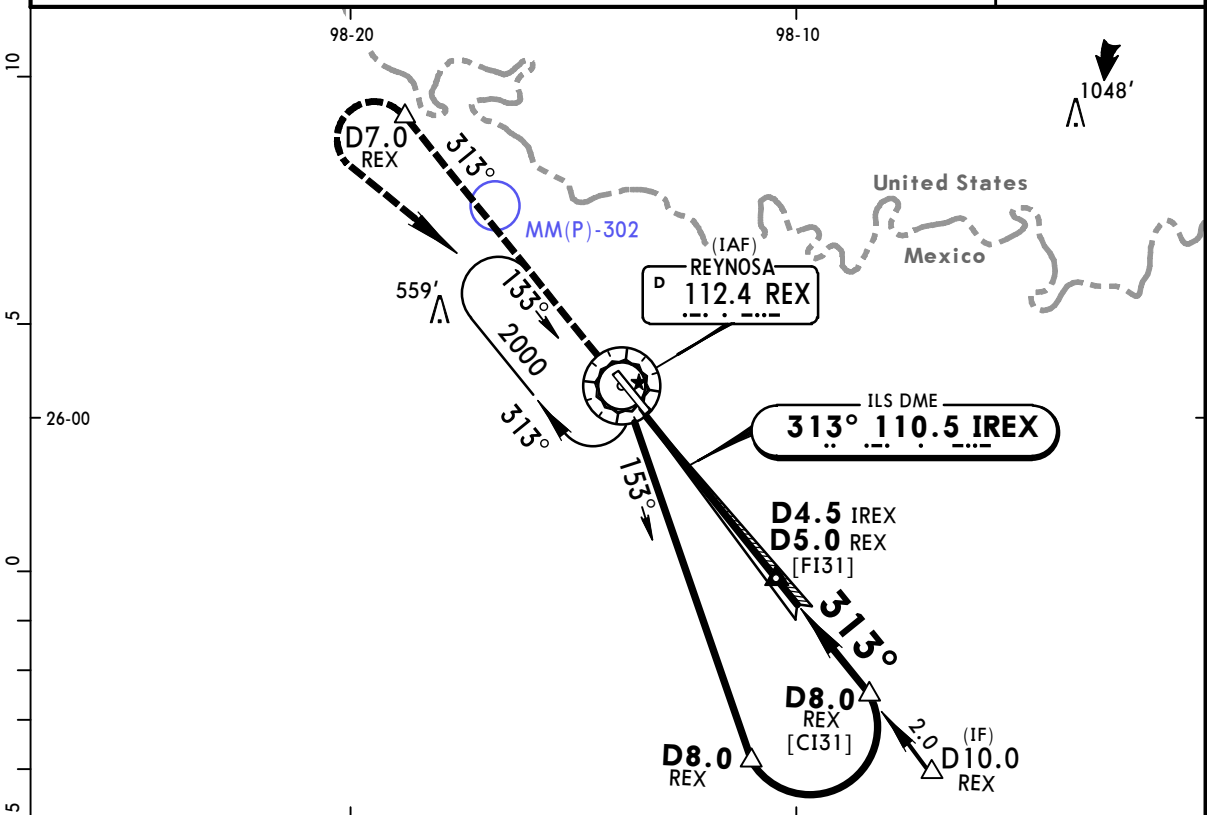 98-20
98-10
10
1048'
D7.0
REX
313°
United States
MM(P)-302
Mexico
(IAF)
REYNOSA
D 112.4 REX
559'
133°
5
2000
ILS DME
313° 110.5 IREX
26-00
313°
153°
D4.5 IREX
D5.0 REX
[FI31]
0
313°
D8.0
REX
[CI31]
2.0
(IF)
D10.0
REX
D8.0
REX
5